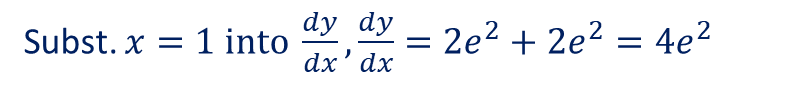 Subst. x = 1 into dy/dx, dy/dx = 2e² + 2e² = 4e²